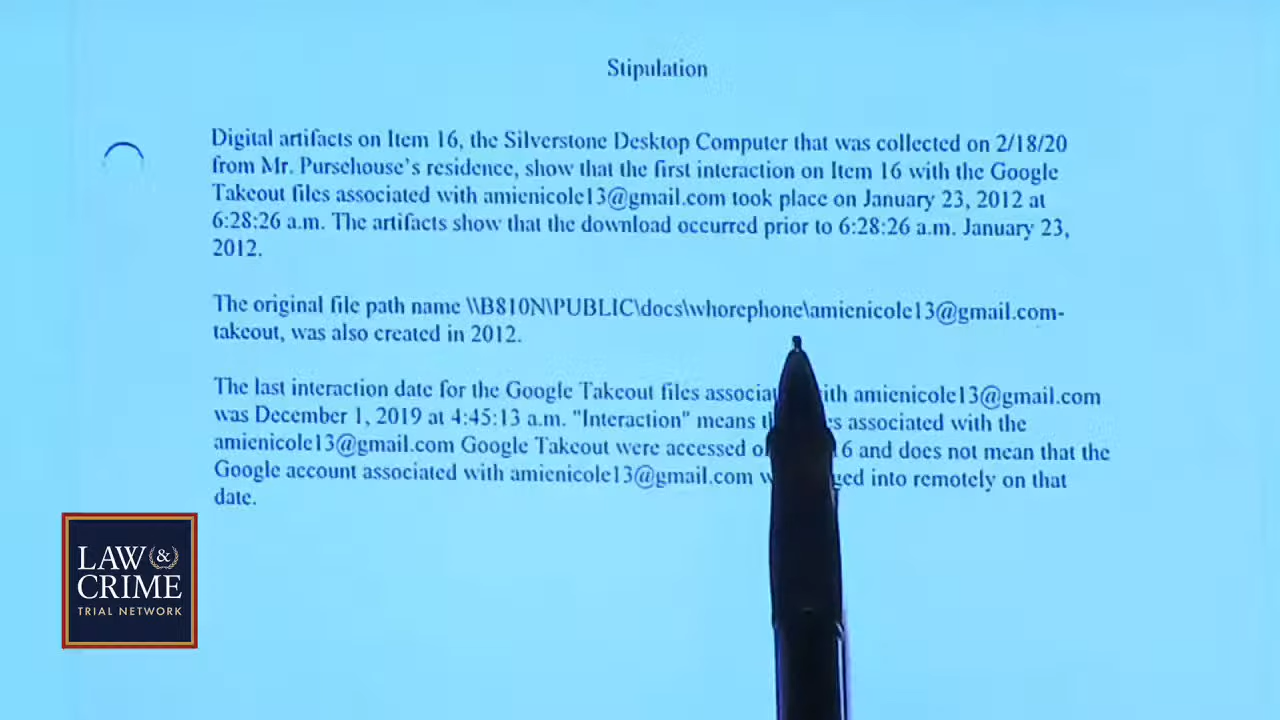 Stipulation
Digital artifacts on Item 16, the Silverstone Desktop Computer that was collected on 2/18/20
from Mr. Pursehouse's residence, show that the first interaction on Item 16 with the Google
Takeout files associated with amienicole13@gmail.com took place on January 23, 2012 at
6:28:26 a.m. The artifacts show that the download occurred prior to 6:28:26 a.m. January 23,
2012.
The original file path name \\B810N\PUBLIC\docs\whorephone\amienicole13@gmail.com-
takeout, was also created in 2012.
The last interaction date for the Google Takeout files amienicole13@gmail.com
was December 1, 2019 at 4:45:13 a.m. "Interaction" means associated with the
amienicole13@gmail.com Google Takeout were accessed and does not mean that the
Google account associated with amienicole13@gmail.com into remotely on that
date.
LAW &
CRIME
TRIAL NETWORK